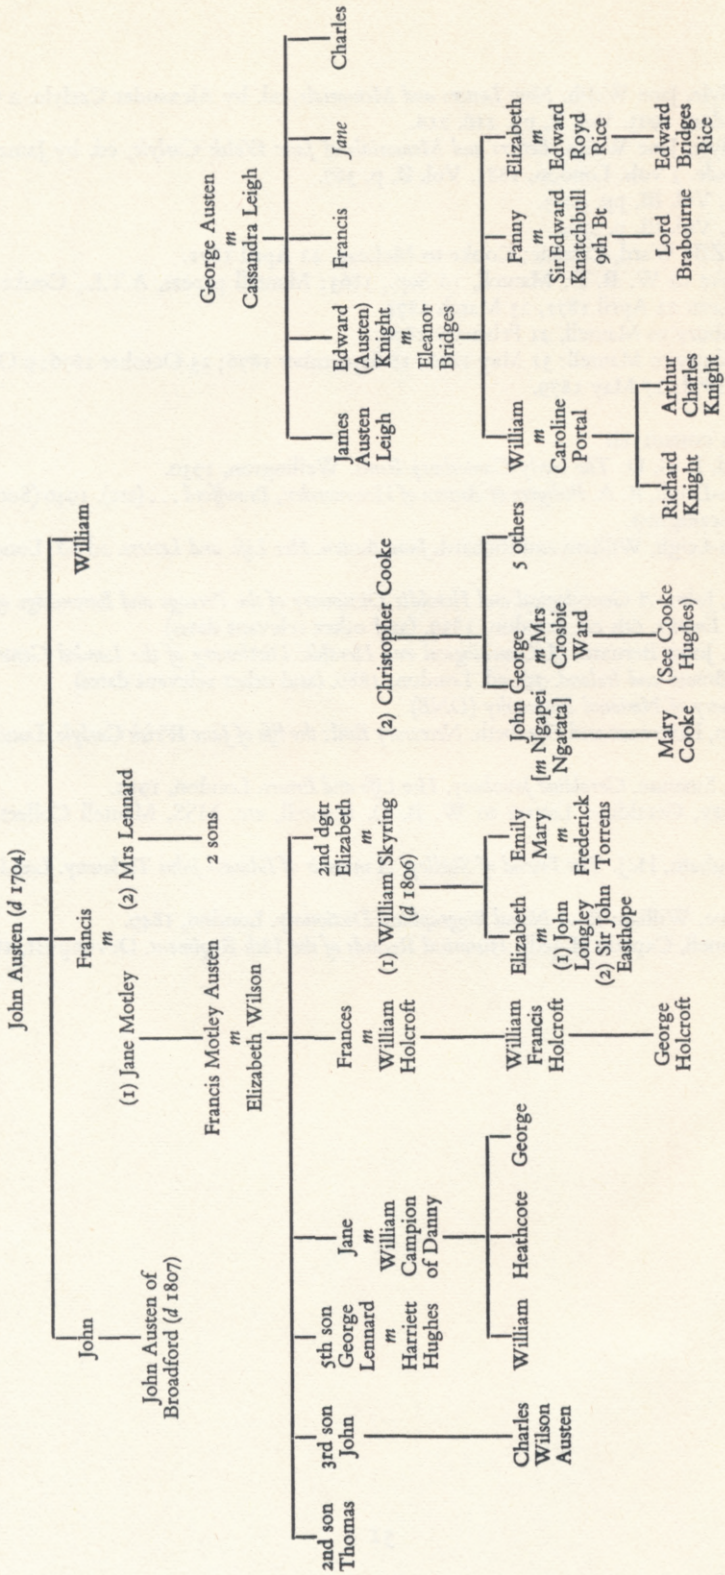 John Austen (d 1704)
John
Francis
m
William
John Austen of
Broadford (d 1807)
(1) Jane Motley
(2) Mrs Lennard
George Austen
m
Cassandra Leigh
Francis Motley Austen
m
Elizabeth Wilson
2 sons
2nd son
Thomas
3rd son
John
5th son
George
Lennard
m
Harriett
Hughes
Jane
m
William
Campion
of Danny
Frances
m
William
Holcroft
2nd dgtr
Elizabeth
m
(1) William Skyring
(d 1806)
(2) Christopher Cooke
James
Austen
Leigh
Edward
(Austen)
Knight
m
Eleanor
Bridges
Francis
Jane
Charles
Charles
Wilson
Austen
William
Heathcote
George
William
Francis
Holcroft
Elizabeth
m
(1) John
Longley
(2) Sir John
Easthope
Emily
Mary
m
Frederick
Torrens
John
[m Ngapei
Ngatata]
George
m Mrs
Crosbie
Ward
5 others
William
m
Caroline
Portal
Fanny
m
Sir Edward
Knatchbull
9th Bt
Elizabeth
m
Edward
Royd
Rice
George
Holcroft
Mary
Cooke
(See Cooke
Hughes)
Richard
Knight
Arthur
Charles
Knight
Lord
Brabourne
Edward
Bridges
Rice